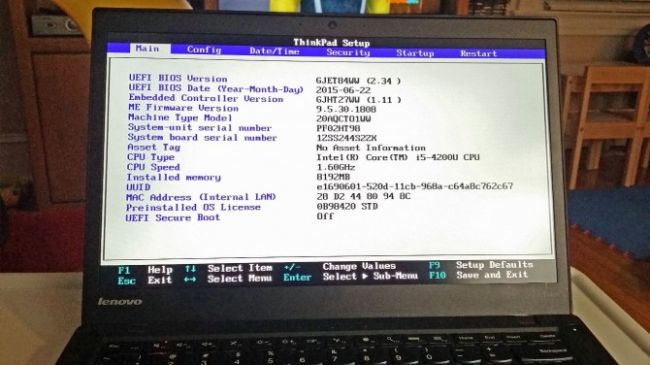 ThinkPad Setup
Main Config Date/Time Security Startup Restart
UEFI BIOS Version GJET84WW (2.34 )
UEFI BIOS Date (Year-Month-Day) 2015-06-22
Embedded Controller Version GJHT27WW (1.11 )
ME Firmware Version 9.5.30.1808
Machine Type Model 20AQCTO1WW
System-unit serial number PF02HT98
System board serial number 1ZSS244S22X
Asset Tag No Asset Information
CPU Type Intel(R) Core(TM) i5-4200U CPU
CPU Speed 1.60GHz
Installed memory 8192MB
UUID e1690601-520d-11cb-968a-c64a8c762c67
MAC Address (Internal LAN) 28 D2 44 80 94 8C
Preinstalled OS License 0B98420 STD
UEFI Secure Boot Off
F1 Help ↑↓ Select Item +/- Change Values F9 Setup Defaults
Esc Exit ↔ Select Menu Enter Select ▶ Sub-Menu F10 Save and Exit
lenovo